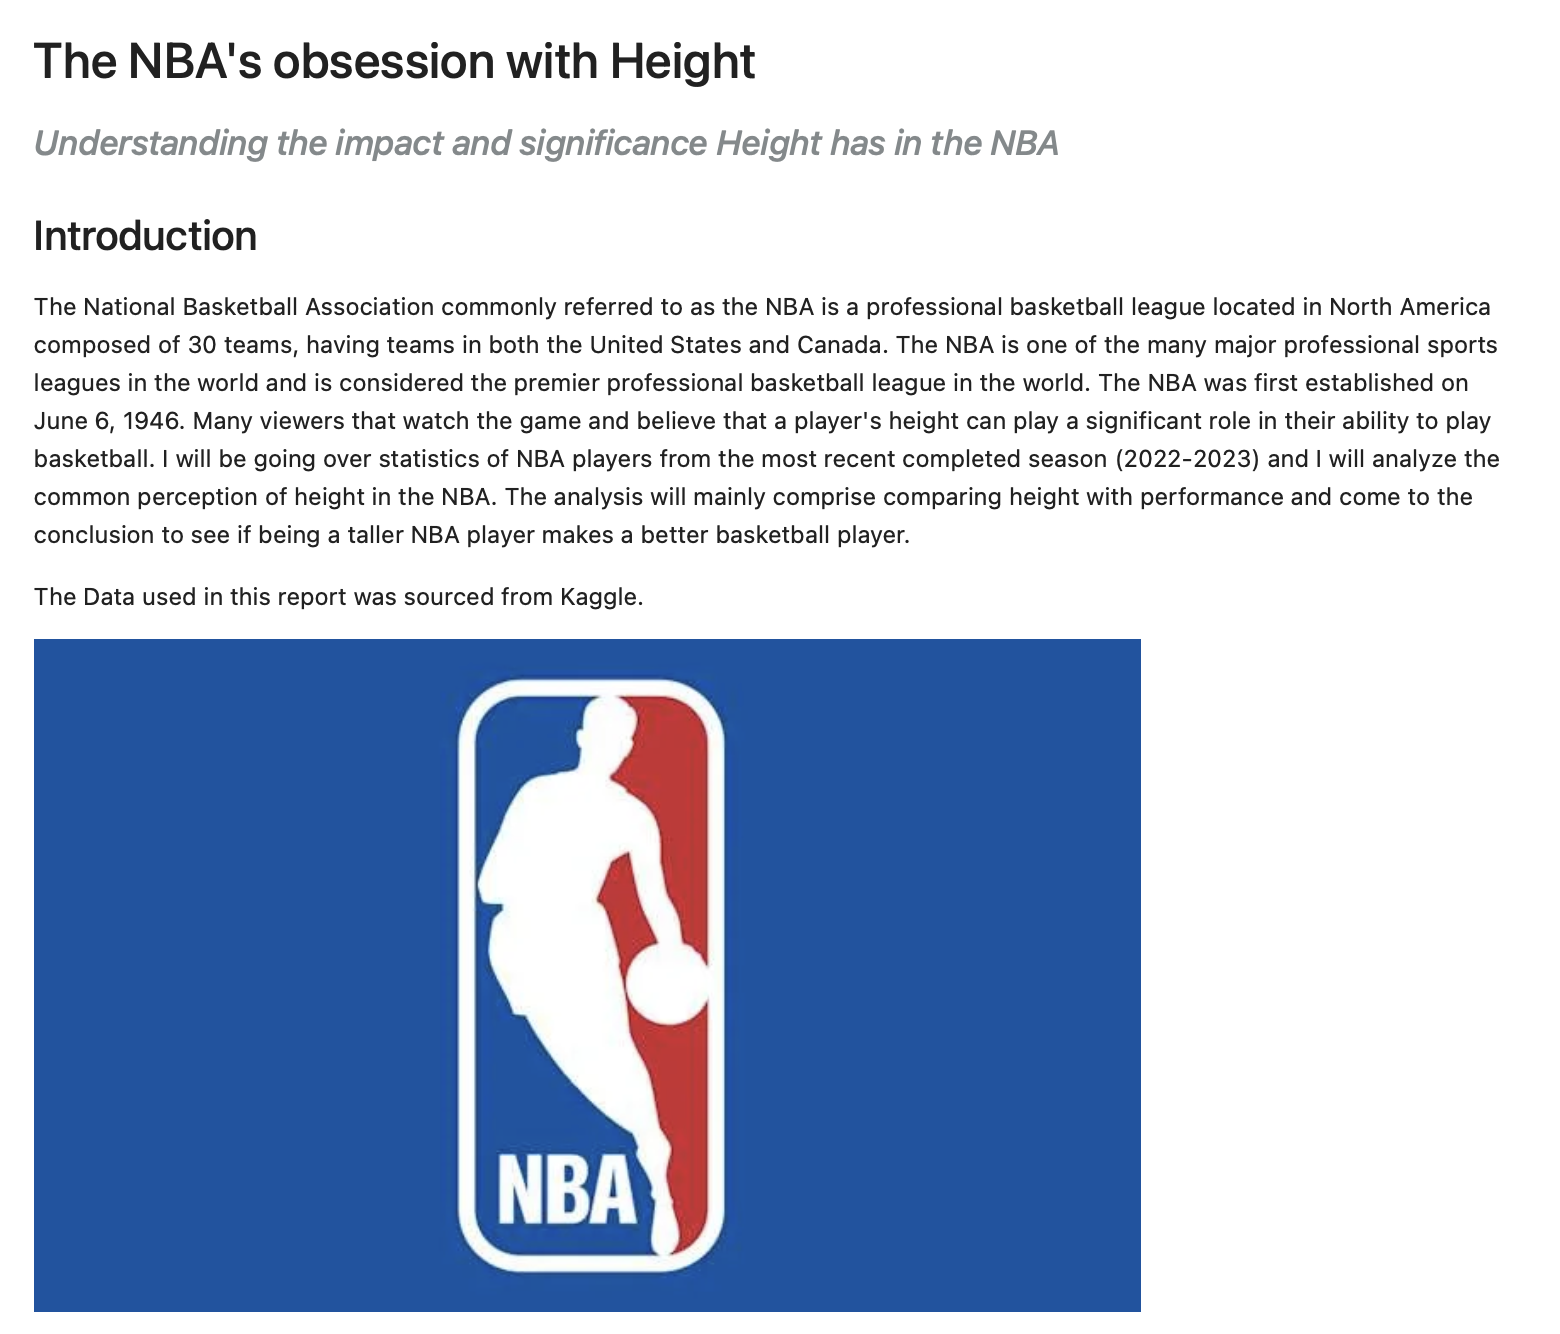 The NBA's obsession with Height
Understanding the impact and significance Height has in the NBA
Introduction
The National Basketball Association commonly referred to as the NBA is a professional basketball league located in North America
composed of 30 teams, having teams in both the United States and Canada. The NBA is one of the many major professional sports
leagues in the world and is considered the premier professional basketball league in the world. The NBA was first established on
June 6, 1946. Many viewers that watch the game and believe that a player's height can play a significant role in their ability to play
basketball. I will be going over statistics of NBA players from the most recent completed season (2022-2023) and I will analyze the
common perception of height in the NBA. The analysis will mainly comprise comparing height with performance and come to the
conclusion to see if being a taller NBA player makes a better basketball player.
The Data used in this report was sourced from Kaggle.
NBA